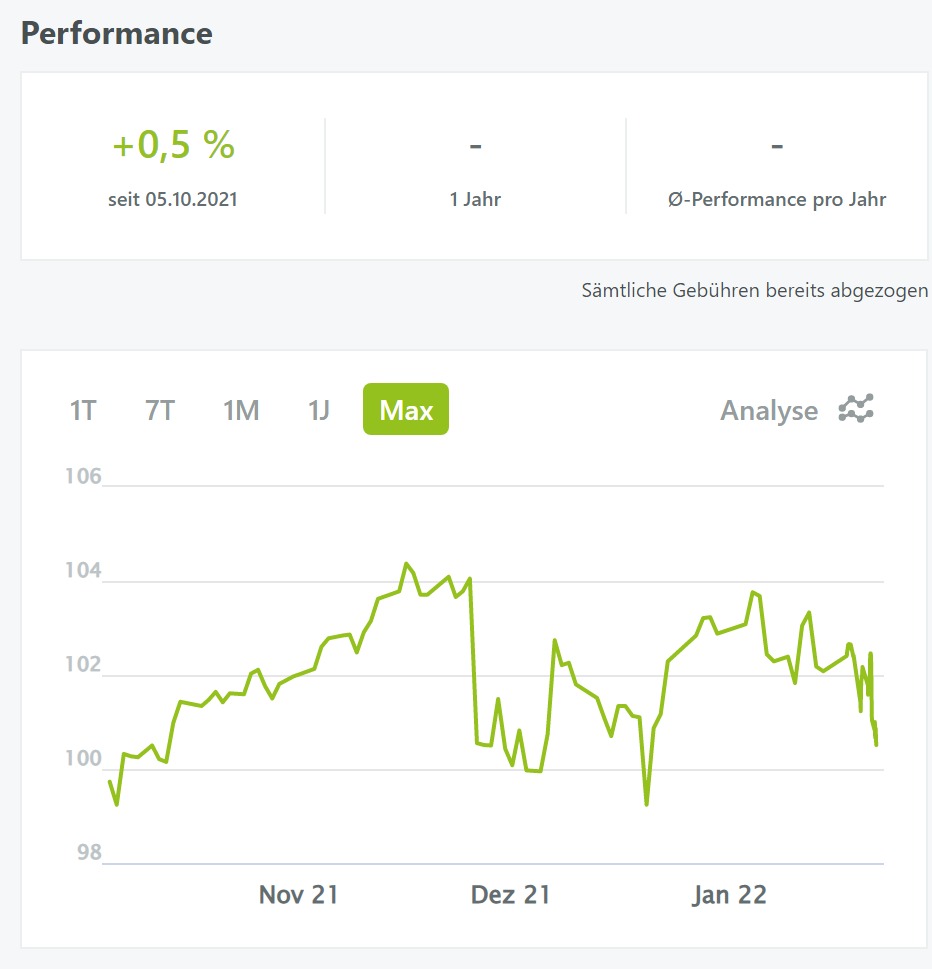 Performance
+0,5 % - -
seit 05.10.2021 1 Jahr Ø-Performance pro Jahr
Sämtliche Gebühren bereits abgezogen
1T 7T 1M 1J Max Analyse
106
104
102
100
98
Nov 21 Dez 21 Jan 22